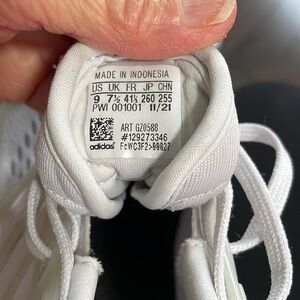 MADE IN INDONESIA
US UK FR JP CHN
9 7½ 41⅓ 260 255
PWI 001001 11/21
ART GZ0588
#129273346
adidas